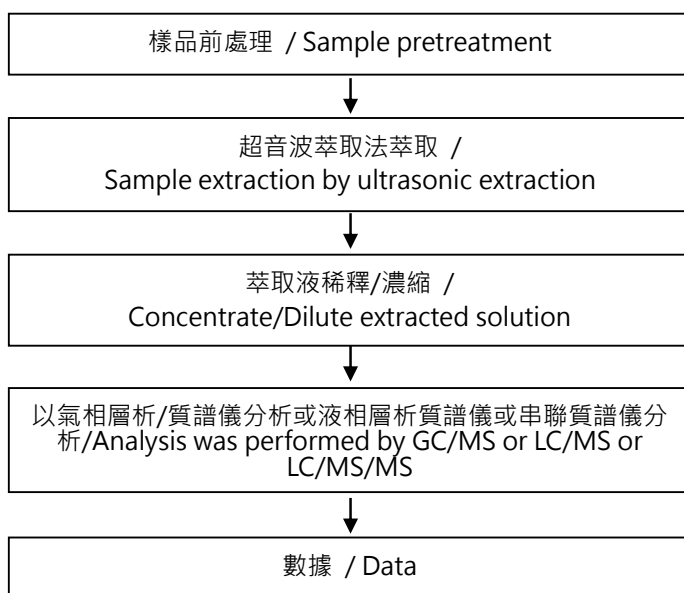 樣品前處理 / Sample pretreatment
超音波萃取法萃取 /
Sample extraction by ultrasonic extraction
萃取液稀釋/濃縮 /
Concentrate/Dilute extracted solution
以氣相層析/質譜儀分析或液相層析質譜儀或串聯質譜儀分
析/Analysis was performed by GC/MS or LC/MS or
LC/MS/MS
數據 / Data